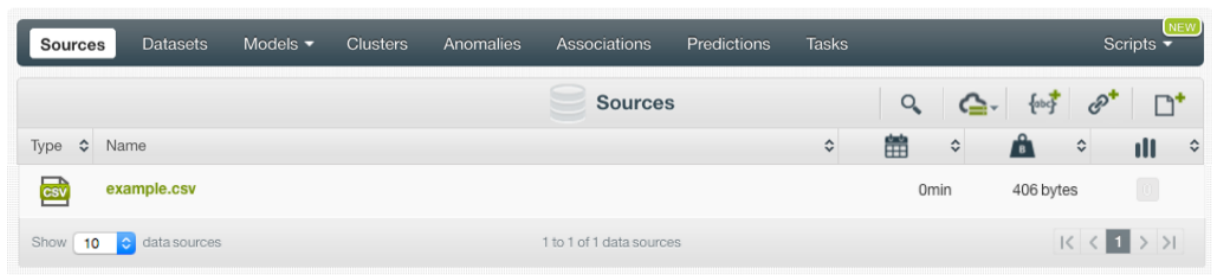 NEW
Sources Datasets Models Clusters Anomalies Associations Predictions Tasks Scripts
Sources {abc}
Type Name B
CSV example.csv 0min 406 bytes 0
Show 10 data sources 1 to 1 of 1 data sources 1